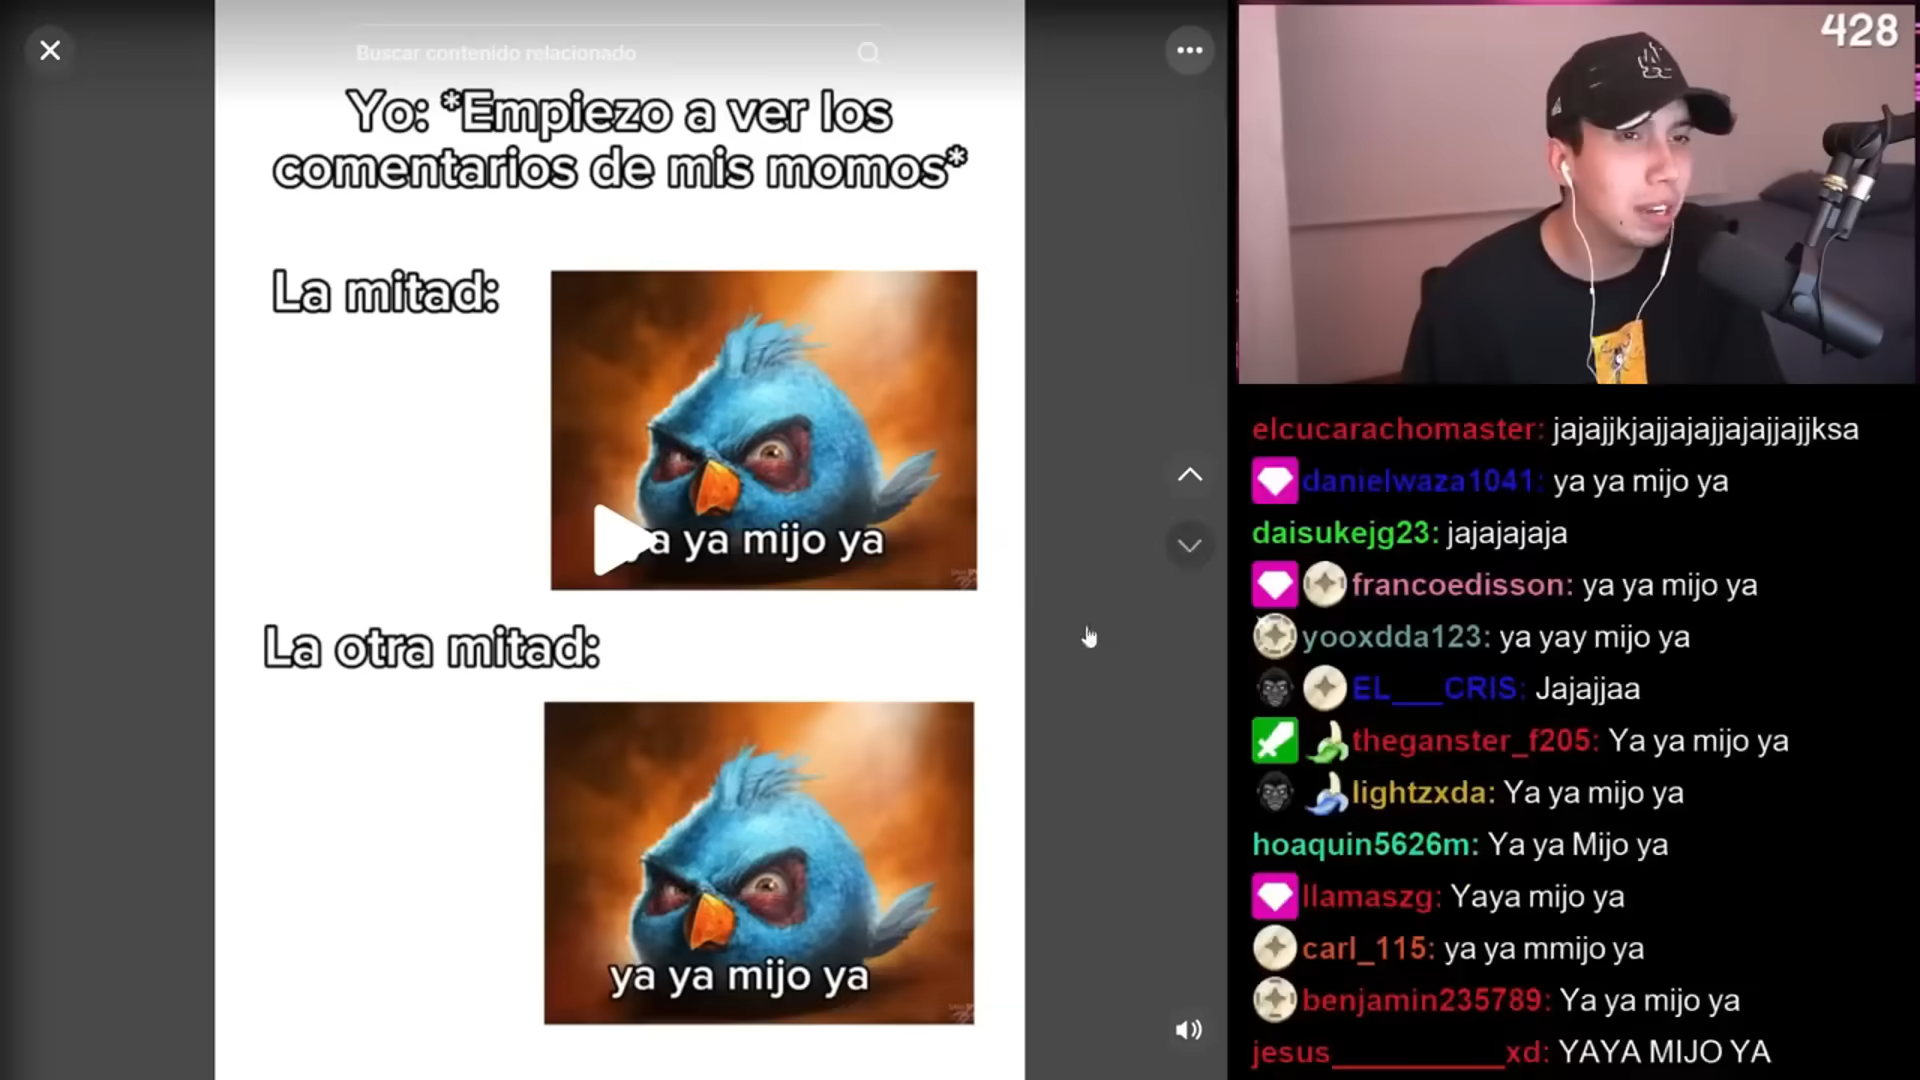 Buscar contenido relacionado
Yo: *Empiezo a ver los
comentarios de mis momos*
La mitad:
ya ya mijo ya
La otra mitad:
ya ya mijo ya
428
elcucarachomaster: jajajjkjajjajajjajajjajjksa
danielwaza1041: ya ya mijo ya
daisukejg23: jajajajaja
francoedisson: ya ya mijo ya
yooxdda123: ya yay mijo ya
EL___CRIS: Jajajjaa
theganster_f205: Ya ya mijo ya
lightzxda: Ya ya mijo ya
hoaquin5626m: Ya ya Mijo ya
llamaszg: Yaya mijo ya
carl_115: ya ya mmijo ya
benjamin235789: Ya ya mijo ya
jesus__________xd: YAYA MIJO YA